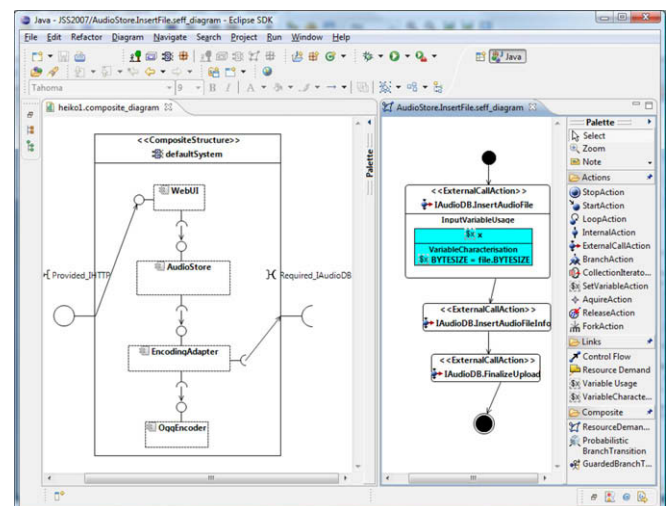 Java - JSS2007/AudioStore.InsertFile.seff_diagram - Eclipse SDK
File Edit Refactor Diagram Navigate Search Project Run Window Help
Java
Tahoma 9 B I A
heiko1.composite_diagram
<<CompositeStructure>>
defaultSystem
WebUI
Provided_IHTTP
AudioStore
Required_IAudioDB
EncodingAdapter
OggEncoder
Palette
AudioStore.InsertFile.seff_diagram
<<ExternalCallAction>>
IAudioDB.InsertAudioFile
InputVariableUsage
$x x
VariableCharacterisation
$x BYTESIZE = file.BYTESIZE
<<ExternalCallAction>>
IAudioDB.InsertAudioFileInfo
<<ExternalCallAction>>
IAudioDB.FinalizeUpload
Palette
Select
Zoom
Note
Actions
StopAction
StartAction
LoopAction
InternalAction
ExternalCallAction
BranchAction
CollectionIterato...
$x SetVariableAction
AquireAction
ReleaseAction
ForkAction
Links
Control Flow
Resource Demand
$x Variable Usage
$x VariableCharacte...
Composite
ResourceDeman...
Probabilistic
BranchTransition
GuardedBranchT...